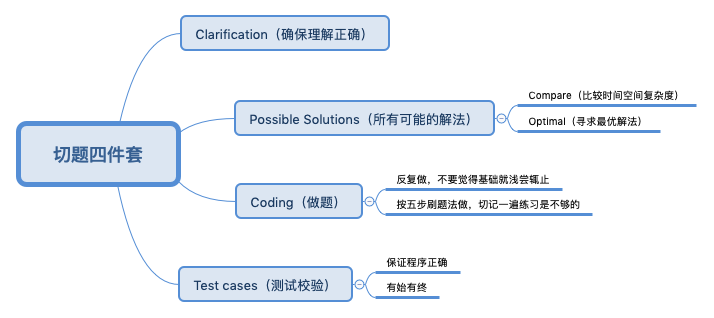 切题四件套
Clarification（确保理解正确）
Possible Solutions（所有可能的解法）
Compare（比较时间空间复杂度）
Optimal（寻求最优解法）
Coding（做题）
反复做，不要觉得基础就浅尝辄止
按五步刷题法做，切记一遍练习是不够的
Test cases（测试校验）
保证程序正确
有始有终